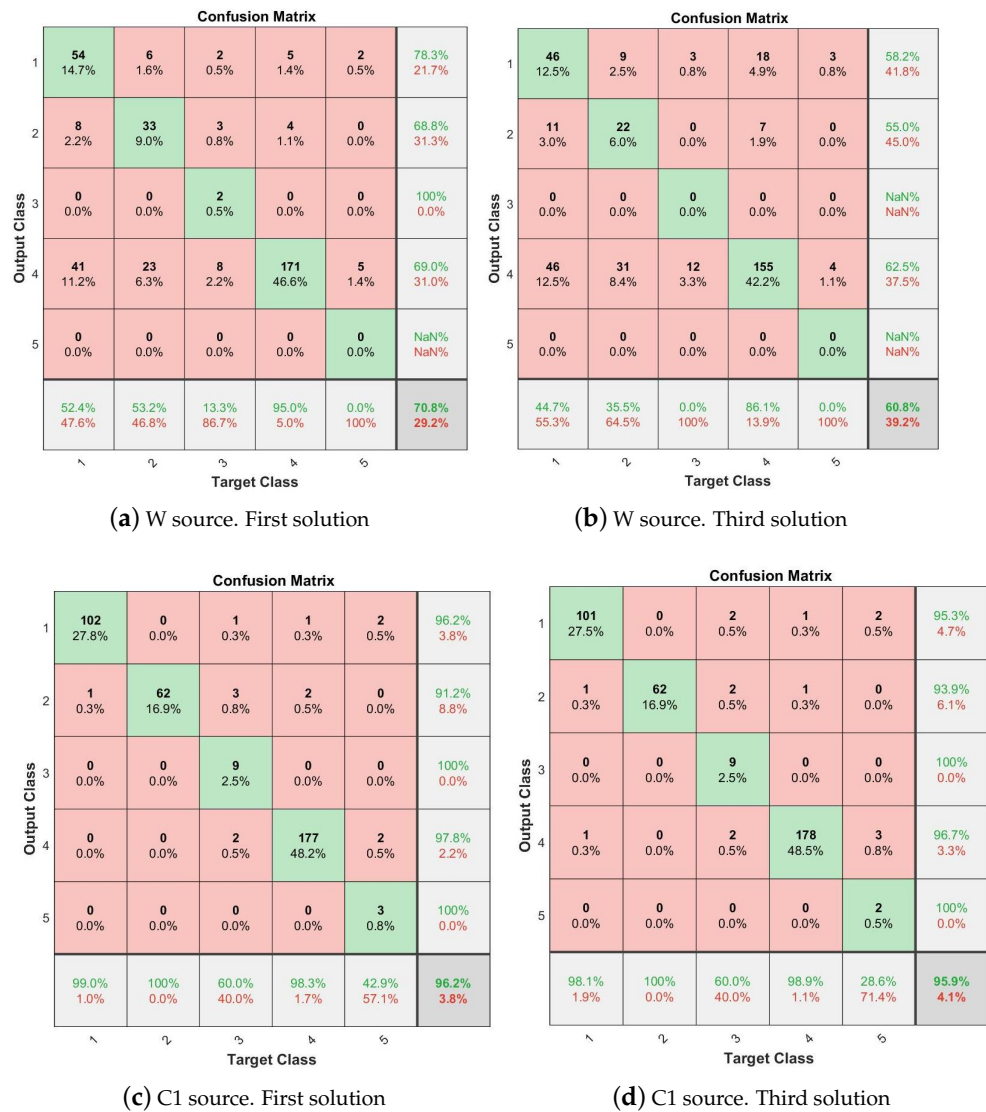 Confusion Matrix
1 54 6 2 5 2 78.3%
14.7% 1.6% 0.5% 1.4% 0.5% 21.7%
2 8 33 3 4 0 68.8%
2.2% 9.0% 0.8% 1.1% 0.0% 31.3%
3 0 0 2 0 0 100%
0.0% 0.0% 0.5% 0.0% 0.0% 0.0%
4 41 23 8 171 5 69.0%
11.2% 6.3% 2.2% 46.6% 1.4% 31.0%
5 0 0 0 0 0 NaN%
0.0% 0.0% 0.0% 0.0% 0.0% NaN%
52.4% 53.2% 13.3% 95.0% 0.0% 70.8%
47.6% 46.8% 86.7% 5.0% 100% 29.2%
1 2 3 4 5
Target Class
Output Class
(a) W source. First solution
Confusion Matrix
1 46 9 3 18 3 58.2%
12.5% 2.5% 0.8% 4.9% 0.8% 41.8%
2 11 22 0 7 0 55.0%
3.0% 6.0% 0.0% 1.9% 0.0% 45.0%
3 0 0 0 0 0 NaN%
0.0% 0.0% 0.0% 0.0% 0.0% NaN%
4 46 31 12 155 4 62.5%
12.5% 8.4% 3.3% 42.2% 1.1% 37.5%
5 0 0 0 0 0 NaN%
0.0% 0.0% 0.0% 0.0% 0.0% NaN%
44.7% 35.5% 0.0% 86.1% 0.0% 60.8%
55.3% 64.5% 100% 13.9% 100% 39.2%
1 2 3 4 5
Target Class
Output Class
(b) W source. Third solution
Confusion Matrix
1 102 0 1 1 2 96.2%
27.8% 0.0% 0.3% 0.3% 0.5% 3.8%
2 1 62 3 2 0 91.2%
0.3% 16.9% 0.8% 0.5% 0.0% 8.8%
3 0 0 9 0 0 100%
0.0% 0.0% 2.5% 0.0% 0.0% 0.0%
4 0 0 2 177 2 97.8%
0.0% 0.0% 0.5% 48.2% 0.5% 2.2%
5 0 0 0 0 3 100%
0.0% 0.0% 0.0% 0.0% 0.8% 0.0%
99.0% 100% 60.0% 98.3% 42.9% 96.2%
1.0% 0.0% 40.0% 1.7% 57.1% 3.8%
1 2 3 4 5
Target Class
Output Class
(c) C1 source. First solution
Confusion Matrix
1 101 0 2 1 2 95.3%
27.5% 0.0% 0.5% 0.3% 0.5% 4.7%
2 1 62 2 1 0 93.9%
0.3% 16.9% 0.5% 0.3% 0.0% 6.1%
3 0 0 9 0 0 100%
0.0% 0.0% 2.5% 0.0% 0.0% 0.0%
4 1 0 2 178 3 96.7%
0.3% 0.0% 0.5% 48.5% 0.8% 3.3%
5 0 0 0 0 2 100%
0.0% 0.0% 0.0% 0.0% 0.5% 0.0%
98.1% 100% 60.0% 98.9% 28.6% 95.9%
1.9% 0.0% 40.0% 1.1% 71.4% 4.1%
1 2 3 4 5
Target Class
Output Class
(d) C1 source. Third solution